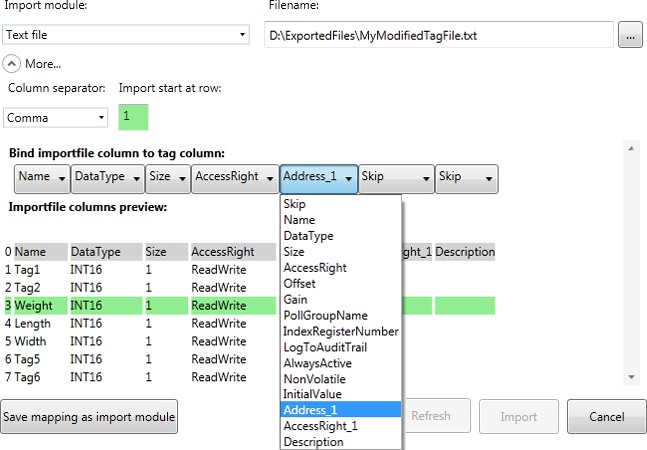 Import module: Filename:
Text file D:\ExportedFiles\MyModifiedTagFile.txt ...
More...
Column separator: Import start at row:
Comma 1
Bind importfile column to tag column:
Name DataType Size AccessRight Address_1 Skip Skip
Importfile columns preview:
Skip
Name
DataType
Size
AccessRight
Offset
Gain
PollGroupName
IndexRegisterNumber
LogToAuditTrail
AlwaysActive
NonVolatile
InitialValue
Address_1
AccessRight_1
Description
0 Name DataType Size AccessRight ght_1 Description
1 Tag1 INT16 1 ReadWrite
2 Tag2 INT16 1 ReadWrite
3 Weight INT16 1 ReadWrite
4 Length INT16 1 ReadWrite
5 Width INT16 1 ReadWrite
6 Tag5 INT16 1 ReadWrite
7 Tag6 INT16 1 ReadWrite
Save mapping as import module Refresh Import Cancel